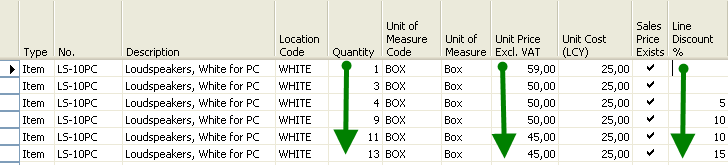 Type No. Description Location Code Quantity Unit of Measure Code Unit of Measure Unit Price Excl. VAT Unit Cost (LCY) Sales Price Exists Line Discount %
Item LS-10PC Loudspeakers, White for PC WHITE 1 BOX Box 59,00 25,00 ✓
Item LS-10PC Loudspeakers, White for PC WHITE 3 BOX Box 50,00 25,00 ✓
Item LS-10PC Loudspeakers, White for PC WHITE 4 BOX Box 50,00 25,00 ✓ 5
Item LS-10PC Loudspeakers, White for PC WHITE 9 BOX Box 50,00 25,00 ✓ 10
Item LS-10PC Loudspeakers, White for PC WHITE 11 BOX Box 45,00 25,00 ✓ 10
Item LS-10PC Loudspeakers, White for PC WHITE 13 BOX Box 45,00 25,00 ✓ 15